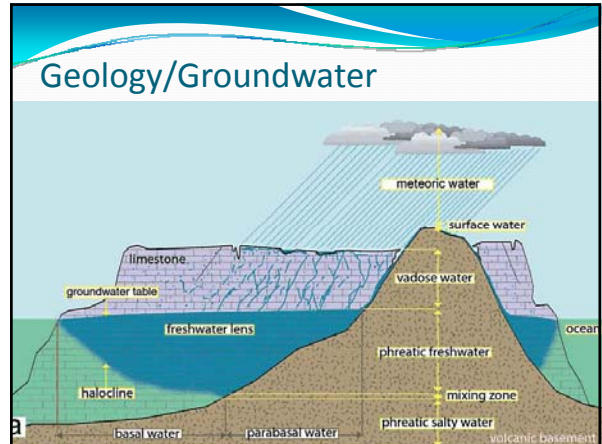 Geology/Groundwater
meteoric water
surface water
limestone
vadose water
groundwater table
freshwater lens
ocean
phreatic freshwater
halocline
mixing zone
a
phreatic salty water
basal water
parabasal water
volcanic basement